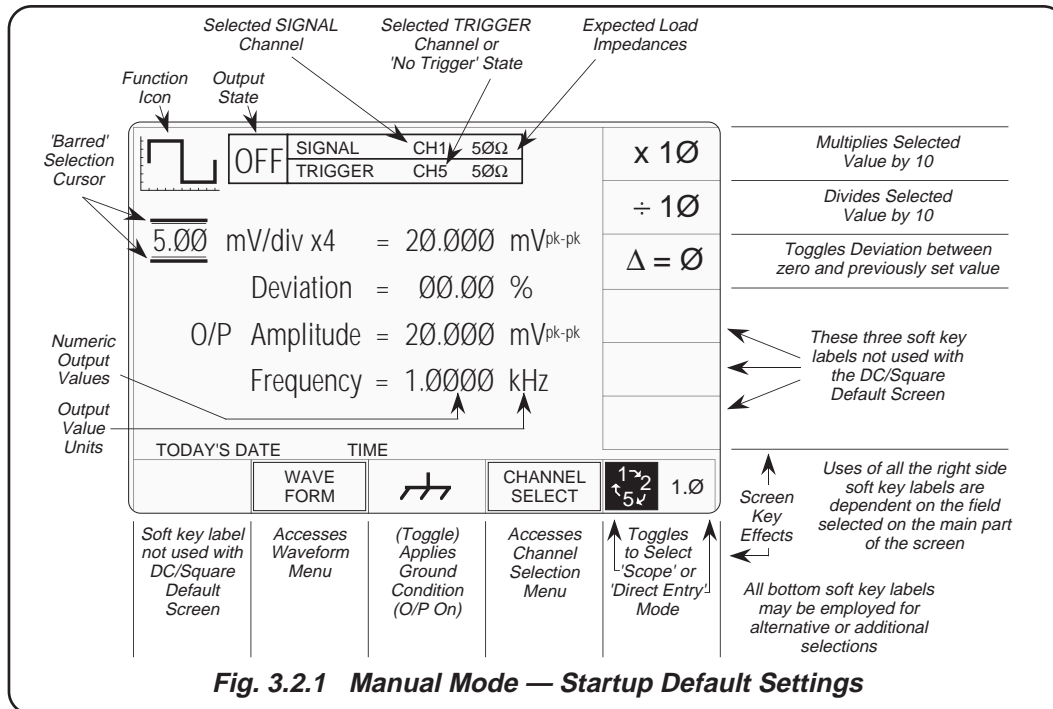 Selected SIGNAL
Channel
Selected TRIGGER
Channel or
'No Trigger' State
Expected Load
Impedances
Function
Icon
Output
State
'Barred'
Selection
Cursor
OFF
SIGNAL CH1 5ØΩ
TRIGGER CH5 5ØΩ
x 1Ø
Multiplies Selected
Value by 10
÷ 1Ø
Divides Selected
Value by 10
Δ = Ø
Toggles Deviation between
zero and previously set value
5.ØØ mV/div x4 = 2Ø.ØØØ mVpk-pk
Deviation = ØØ.ØØ %
O/P Amplitude = 2Ø.ØØØ mVpk-pk
Frequency = 1.ØØØØ kHz
Numeric
Output
Values
Output
Value
Units
These three soft key
labels not used with
the DC/Square
Default Screen
TODAY'S DATE TIME
WAVE
FORM
CHANNEL
SELECT
1 2
5
1.Ø
Screen
Key
Effects
Uses of all the right side
soft key labels are
dependent on the field
selected on the main part
of the screen
Soft key label
not used with
DC/Square
Default
Screen
Accesses
Waveform
Menu
(Toggle)
Applies
Ground
Condition
(O/P On)
Accesses
Channel
Selection
Menu
Toggles
to Select
'Scope' or
'Direct Entry'
Mode
All bottom soft key labels
may be employed for
alternative or additional
selections
Fig. 3.2.1 Manual Mode — Startup Default Settings